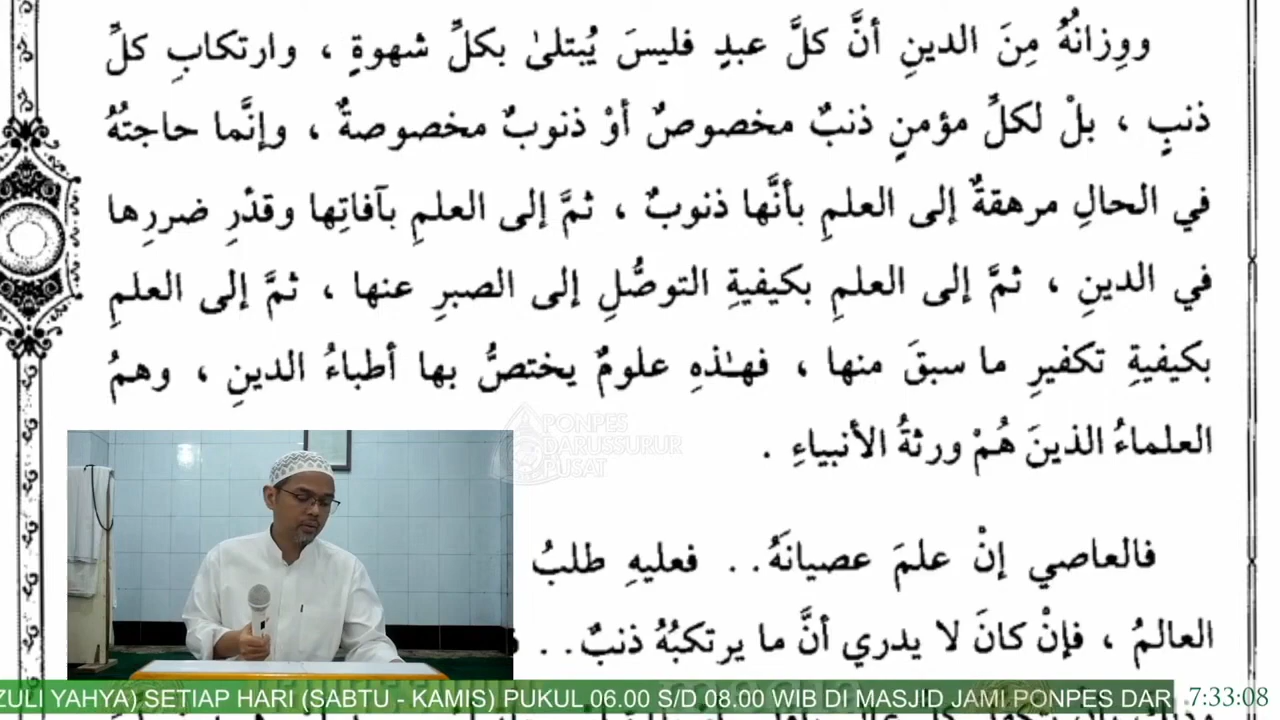 ووِزانُهُ مِنَ الدينِ أنَّ كلَّ عبدٍ فليسَ يُبتلىٰ بكلِّ شهوةٍ ، وارتكابِ كلِّ
ذنبٍ ، بلْ لكلِّ مؤمنٍ ذنبٌ مخصوصٌ أوْ ذنوبٌ مخصوصةٌ ، وإنَّما حاجتُهُ
في الحالِ مرهقةٌ إلى العلمِ بأنَّها ذنوبٌ ، ثمَّ إلى العلمِ بآفاتِها وقدْرِ ضررِها
في الدينِ ، ثمَّ إلى العلمِ بكيفيةِ التوصُّلِ إلى الصبرِ عنها ، ثمَّ إلى العلمِ
بكيفيةِ تكفيرِ ما سبقَ منها ، فهـٰذهِ علومٌ يختصُّ بها أطباءُ الدينِ ، وهمُ
العلماءُ الذينَ هُمْ ورثةُ الأنبياءِ .
PONPES
DARUSSURUR
PUSAT
فالعاصي إنْ علمَ عصيانَهُ . . فعليهِ طلبُ
العالمُ ، فإنْ كانَ لا يدري أنَّ ما يرتكبُهُ ذنبٌ . .
ZULI YAHYA) SETIAP HARI (SABTU - KAMIS) PUKUL 06.00 S/D 08.00 WIB DI MASJID JAMI PONPES DAR
7:33:08